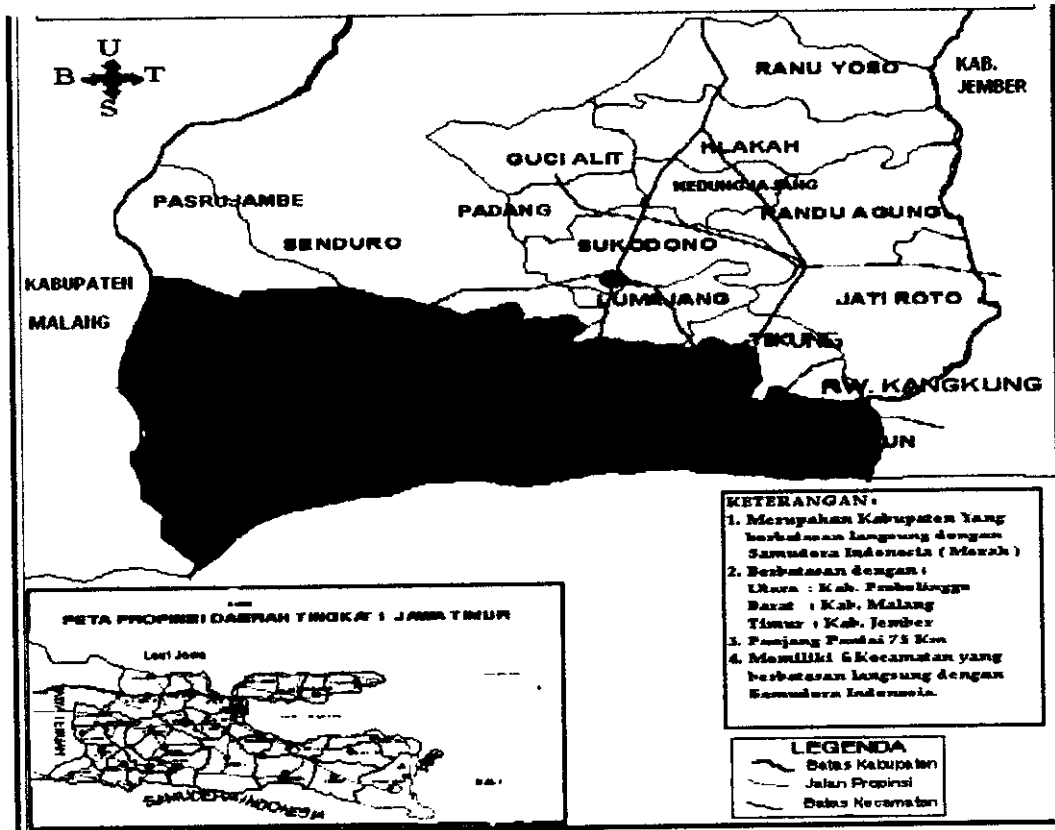 U
B T
S
RANU YOSO
KAB.
JEMBER
KLAKAH
GUCI ALIT
KEDUNGJAJANG
PASRUJAMBE
PADANG
RANDU AGUNG
SENDURO
SUKODONO
KABUPATEN
MALANG
LUMAJANG
JATI ROTO
TEKUNG
RW. KANGKUNG
UN
KETERANGAN :
1. Merupakan Kabupaten Yang
berbatasan langsung dengan
Samudera Indonesia ( Merah )
2. Berbatasan dengan :
Utara : Kab. Probolinggo
Barat : Kab. Malang
Timur : Kab. Jember
3. Panjang Pantai 75 Km
4. Memiliki 6 Kecamatan yang
berbatasan langsung dengan
Samudera Indonesia.
PETA PROPINSI DAERAH TINGKAT I JAWA TIMUR
Laut Jawa
SAMUDERA INDONESIA
LEGENDA
Batas Kabupaten
Jalan Propinsi
Batas Kecamatan